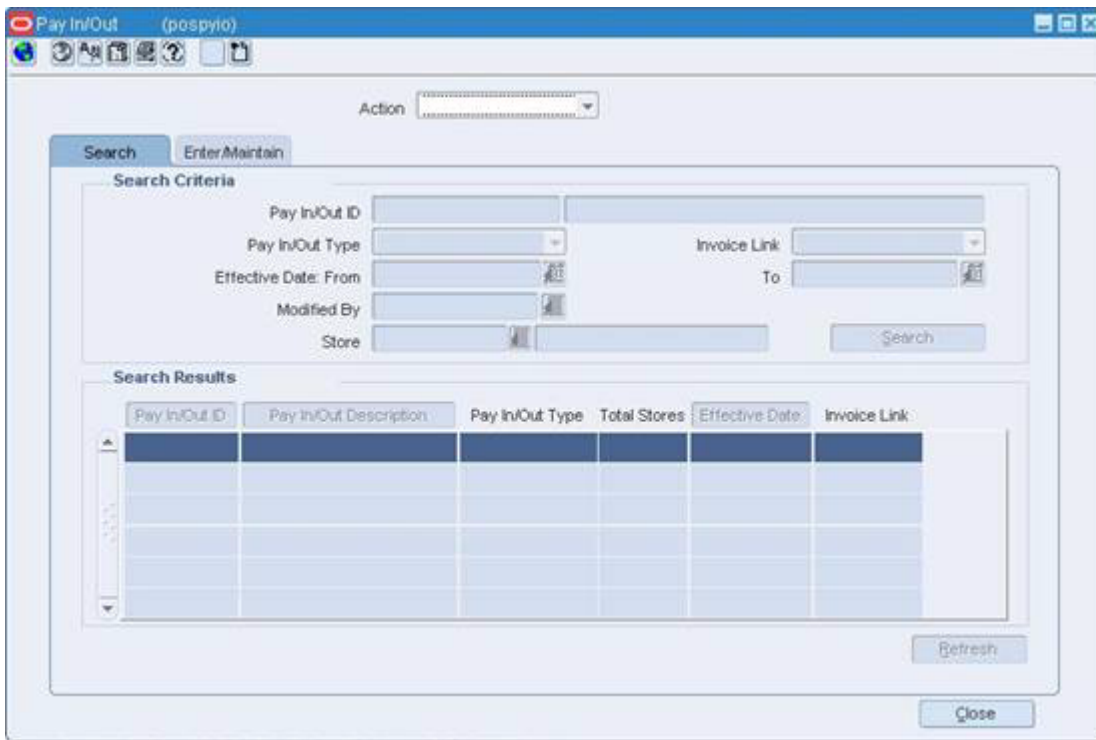 Pay In/Out (pospyio)
Action
Search Enter/Maintain
Search Criteria
Pay In/Out ID
Pay In/Out Type Invoice Link
Effective Date: From To
Modified By
Store Search
Search Results
Pay In/Out ID Pay In/Out Description Pay In/Out Type Total Stores Effective Date Invoice Link
Refresh
Close